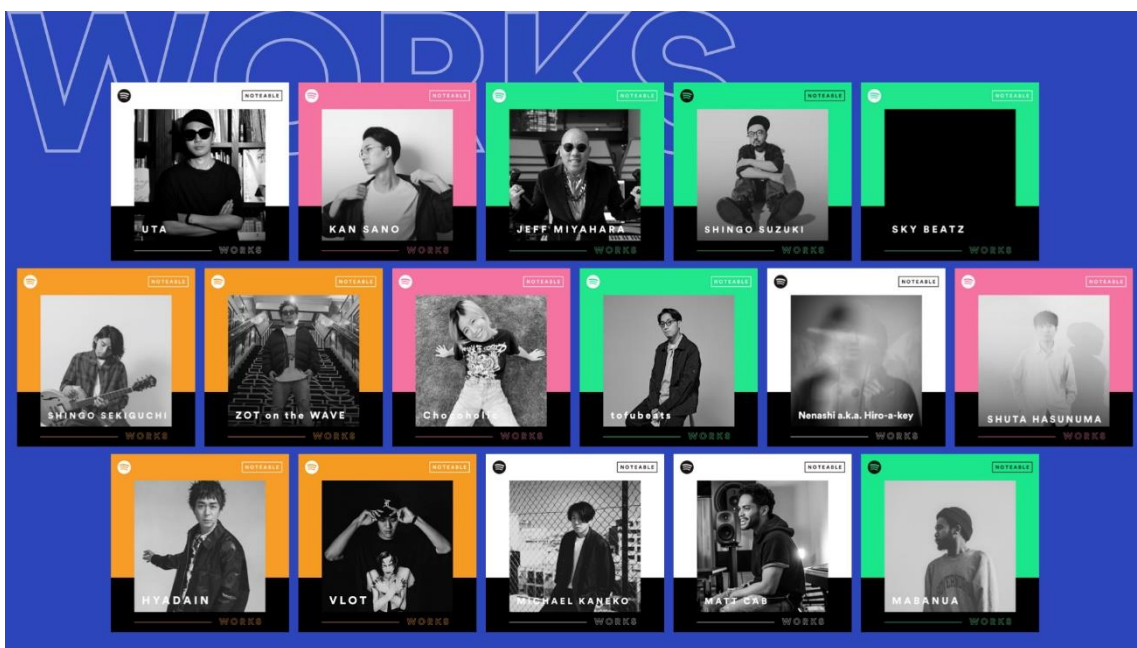 WORKS
NOTEABLE
UTA
WORKS
NOTEABLE
KAN SANO
WORKS
NOTEABLE
JEFF MIYAHARA
WORKS
NOTEABLE
SHINGO SUZUKI
WORKS
NOTEABLE
SKY BEATZ
WORKS
NOTEABLE
SHINGO SEKIGUCHI
WORKS
NOTEABLE
ZOT on the WAVE
WORKS
NOTEABLE
Chocoholic
WORKS
NOTEABLE
tofubeats
WORKS
NOTEABLE
Nenashi a.k.a. Hiro-a-key
WORKS
NOTEABLE
SHUTA HASUNUMA
WORKS
NOTEABLE
HYADAIN
WORKS
NOTEABLE
VLOT
WORKS
NOTEABLE
MICHAEL KANEKO
WORKS
NOTEABLE
MATT CAB
WORKS
NOTEABLE
MABANUA
WORKS